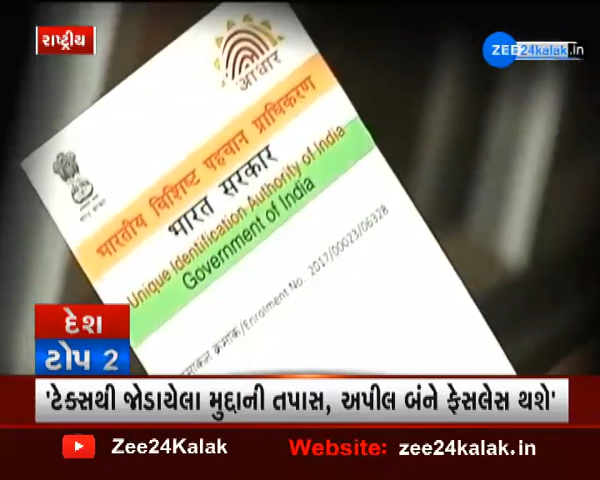 રાષ્ટ્રીય
ZEE24kalak.in
आधार
भारतीय विशिष्ट पहचान प्राधिकरण
भारत सरकार
Unique Identification Authority of India
Government of India
क्रमांक/Enrolment No. 2017/00023/06328
દેશ
ટોપ 2
'ટેક્સથી જોડાયેલા મુદ્દાની તપાસ, અપીલ બંને ફેસલેસ થશે'
Zee24Kalak
Website: zee24kalak.in